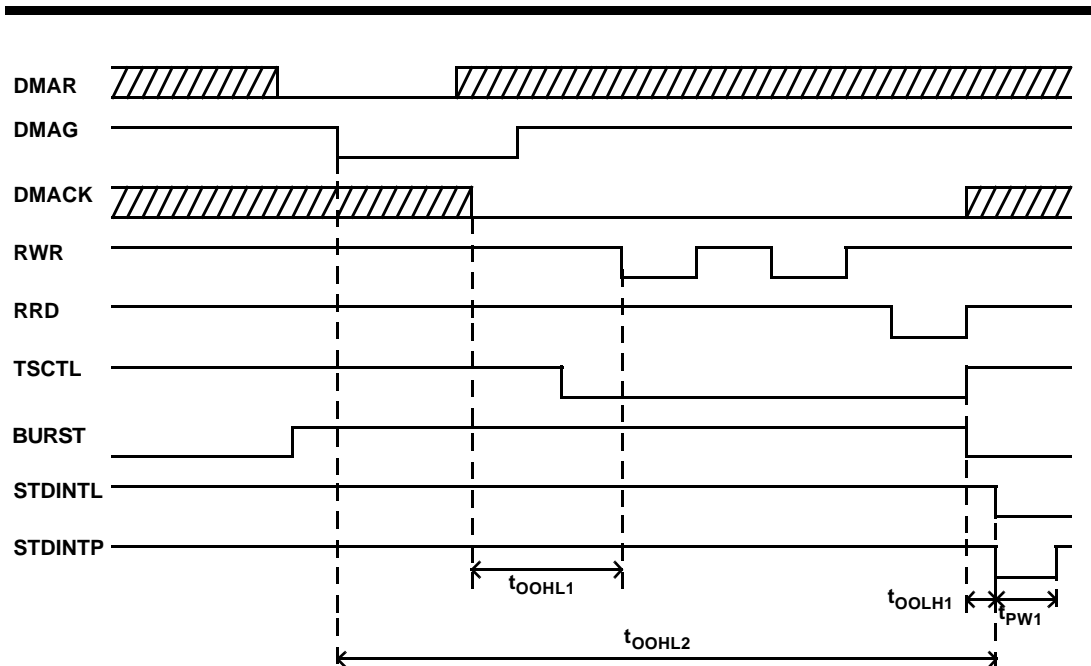 DMAR
DMAG
DMACK
RWR
RRD
TSCTL
BURST
STDINTL
STDINTP
tOOHL1
tOOLH1
tPW1
tOOHL2